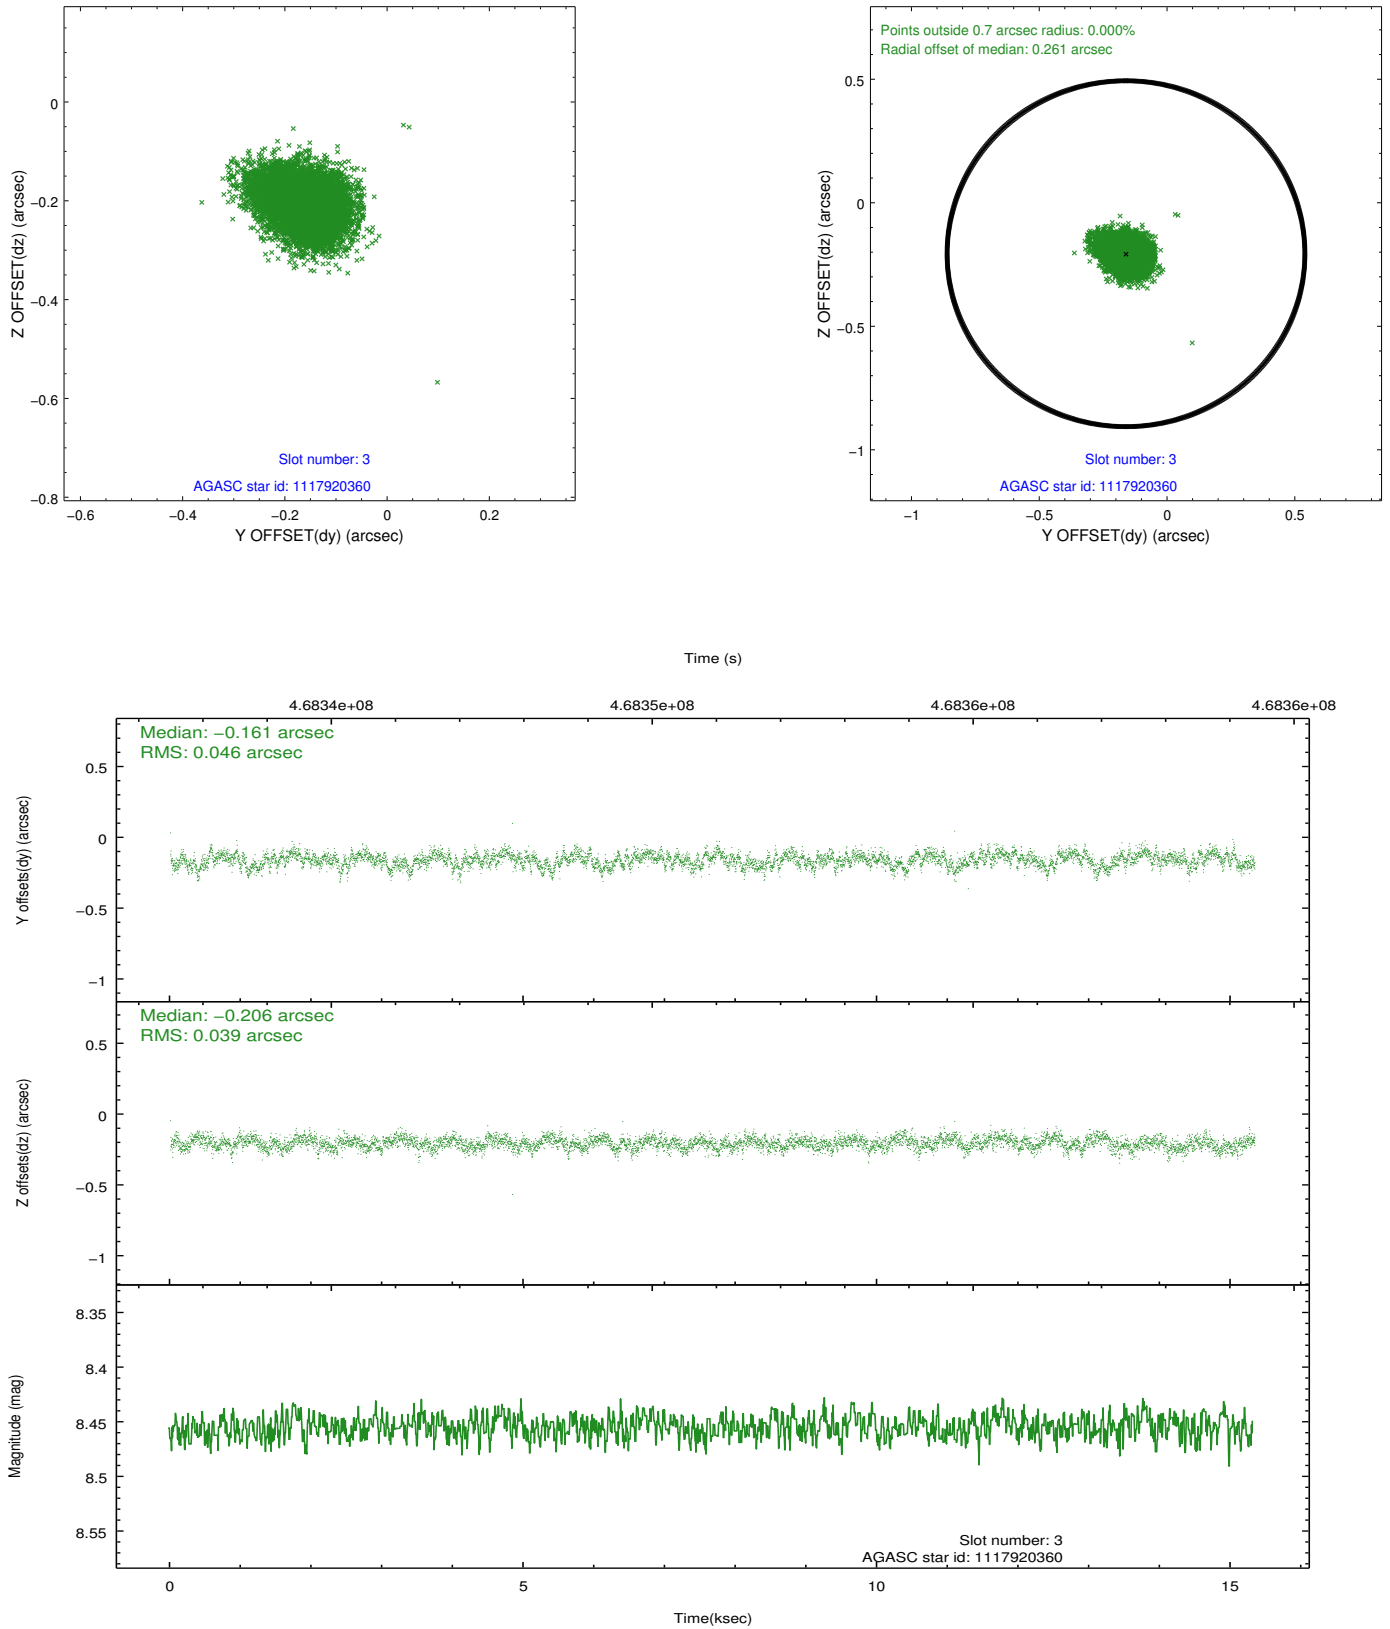 0
−0.2
−0.4
−0.6
−0.8
Z OFFSET(dz) (arcsec)
Slot number: 3
AGASC star id: 1117920360
−0.6
−0.4
−0.2
0
0.2
Y OFFSET(dy) (arcsec)
Points outside 0.7 arcsec radius: 0.000%
Radial offset of median: 0.261 arcsec
0.5
0
−0.5
−1
Z OFFSET(dz) (arcsec)
Slot number: 3
AGASC star id: 1117920360
−1
−0.5
0
0.5
Y OFFSET(dy) (arcsec)
Time (s)
4.6834e+08
4.6835e+08
4.6836e+08
4.6836e+08
Median: −0.161 arcsec
RMS: 0.046 arcsec
0.5
0
−0.5
−1
Y offsets(dy) (arcsec)
Median: −0.206 arcsec
RMS: 0.039 arcsec
0.5
0
−0.5
−1
Z offsets(dz) (arcsec)
8.35
8.4
8.45
8.5
8.55
Magnitude (mag)
Slot number: 3
AGASC star id: 1117920360
0
5
10
15
Time(ksec)